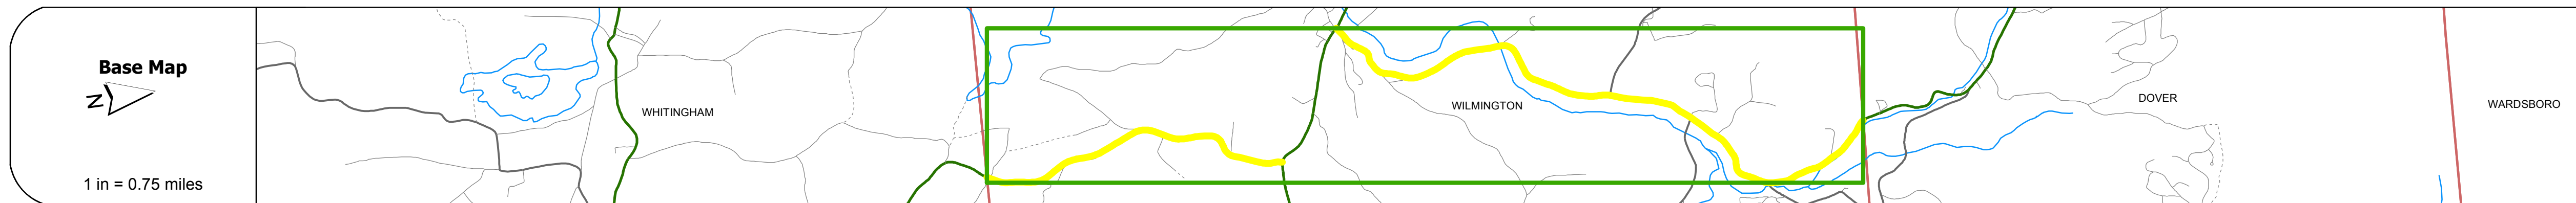 Base Map
N
1 in = 0.75 miles
WHITINGHAM
WILMINGTON
DOVER
WARDSBORO